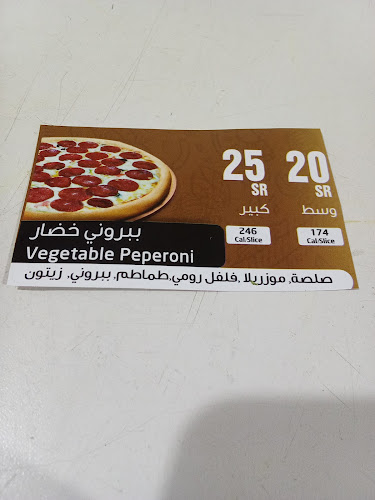 25 20
SR SR
كبير وسط
246 174
Cal:Slice Cal:Slice
ببروني خضار
Vegetable Peperoni
صلصة, موزريلا ,فلفل رومي,طماطم, ببروني, زيتون